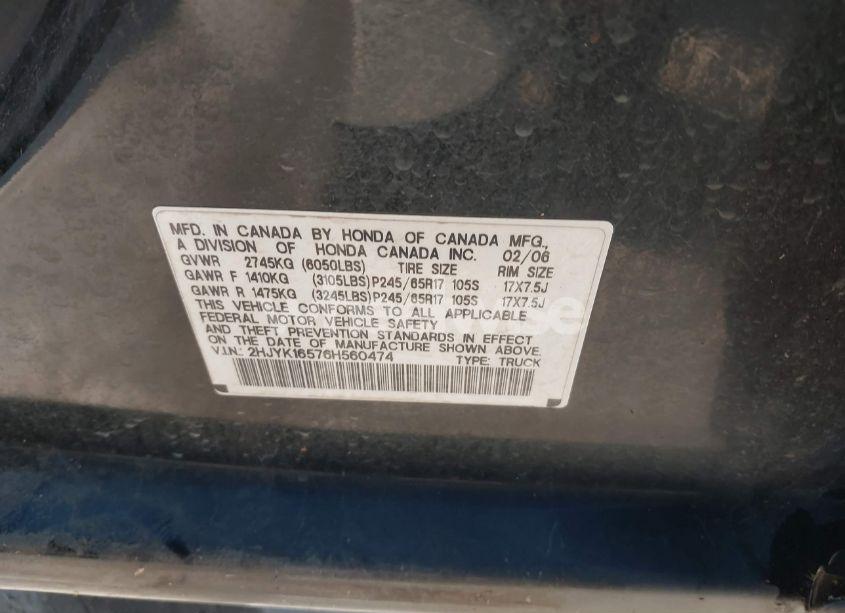 MFD. IN CANADA BY HONDA OF CANADA MFG.,
A DIVISION OF HONDA CANADA INC. 02/06
GVWR 2745KG (6050LBS) TIRE SIZE RIM SIZE
GAWR F 1410KG (3105LBS) P245/65R17 105S 17X7.5J
GAWR R 1475KG (3245LBS) P245/65R17 105S 17X7.5J
THIS VEHICLE CONFORMS TO ALL APPLICABLE
FEDERAL MOTOR VEHICLE SAFETY
AND THEFT PREVENTION STANDARDS IN EFFECT
ON THE DATE OF MANUFACTURE SHOWN ABOVE.
V.I.N.: 2HJYK16576H560474 TYPE: TRUCK